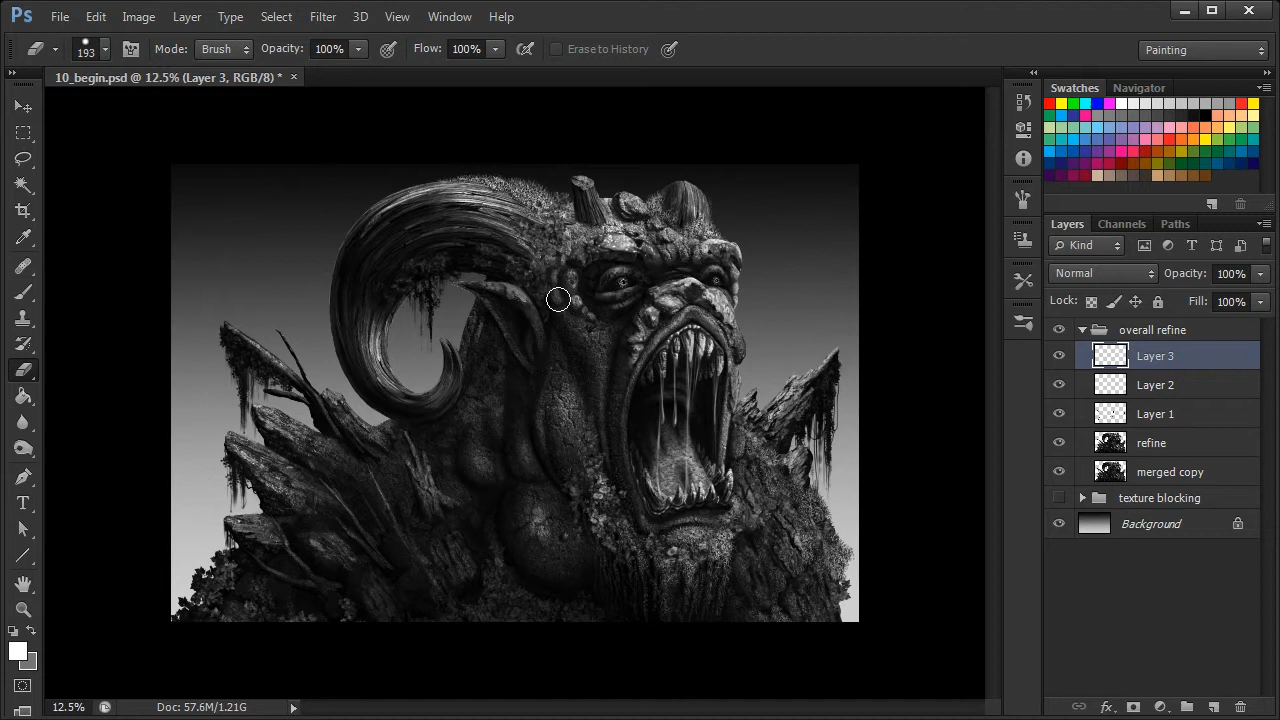 Ps File Edit Image Layer Type Select Filter 3D View Window Help
193 Mode: Brush Opacity: 100% Flow: 100% Erase to History Painting
10_begin.psd @ 12.5% (Layer 3, RGB/8) *
Swatches Navigator
Layers Channels Paths
Kind
Normal Opacity: 100%
Lock: Fill: 100%
overall refine
Layer 3
Layer 2
Layer 1
refine
merged copy
texture blocking
Background
12.5% Doc: 57.6M/1.21G